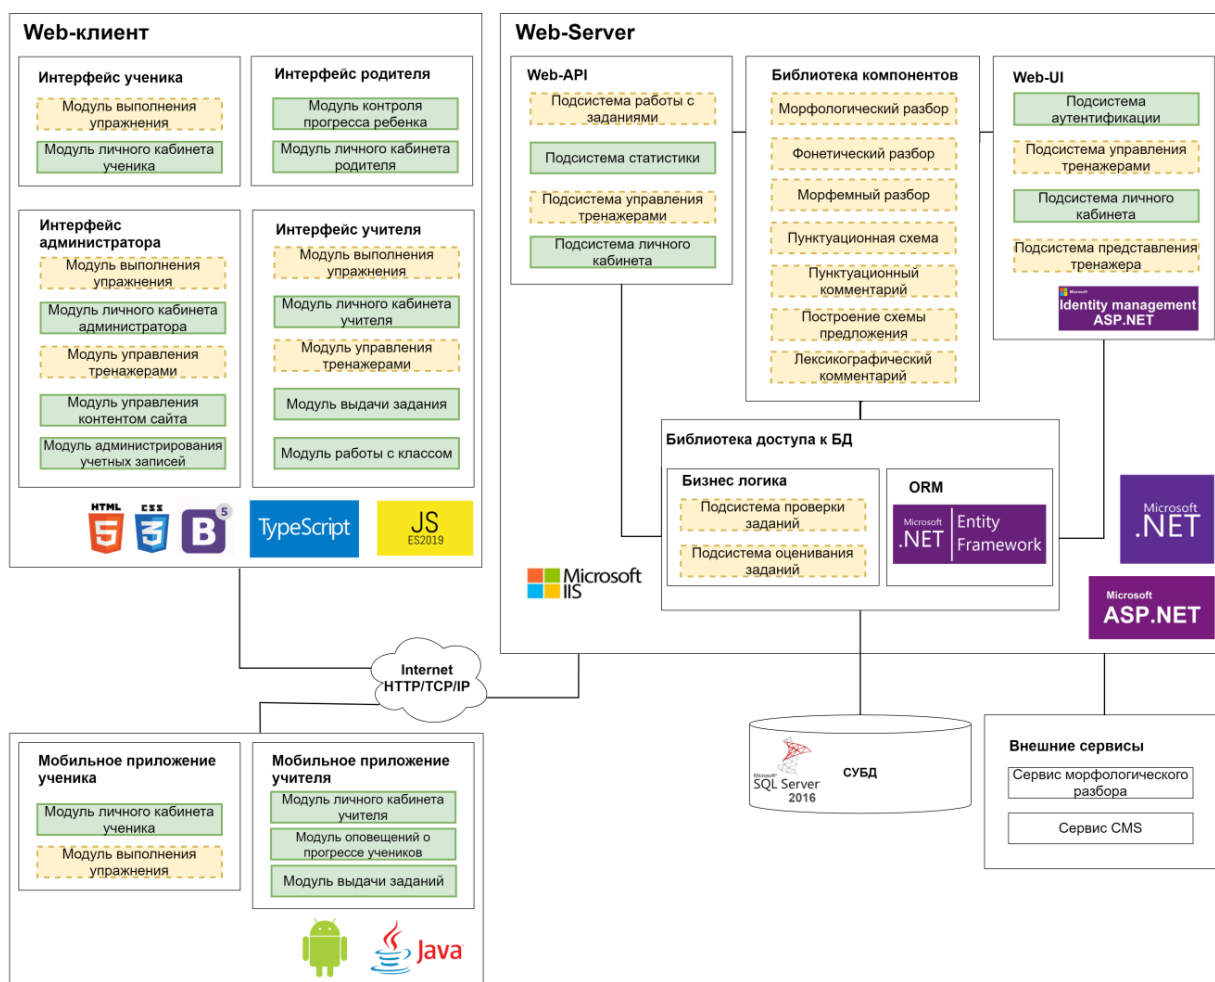 Web-клиент
Интерфейс ученика
Модуль выполнения
упражнения
Модуль личного кабинета
ученика
Интерфейс родителя
Модуль контроля
прогресса ребенка
Модуль личного кабинета
родителя
Интерфейс
администратора
Модуль выполнения
упражнения
Модуль личного кабинета
администратора
Модуль управления
тренажерами
Модуль управления
контентом сайта
Модуль администрирования
учетных записей
Интерфейс учителя
Модуль выполнения
упражнения
Модуль личного кабинета
учителя
Модуль управления
тренажерами
Модуль выдачи задания
Модуль работы с классом
HTML
5
CSS
3
B
5
TypeScript
JS
ES2019
Web-Server
Web-API
Подсистема работы с
заданиями
Подсистема статистики
Подсистема управления
тренажерами
Подсистема личного
кабинета
Библиотека компонентов
Морфологический разбор
Фонетический разбор
Морфемный разбор
Пунктуационная схема
Пунктуационный
комментарий
Построение схемы
предложения
Лексикографический
комментарий
Web-UI
Подсистема
аутентификации
Подсистема управления
тренажерами
Подсистема личного
кабинета
Подсистема представления
тренажера
Microsoft
Identity management
ASP.NET
Библиотека доступа к БД
Бизнес логика
Подсистема проверки
заданий
Подсистема оценивания
заданий
ORM
Microsoft
.NET
Entity
Framework
Microsoft
IIS
Microsoft
.NET
Microsoft
ASP.NET
Internet
HTTP/TCP/IP
Мобильное приложение
ученика
Модуль личного кабинета
ученика
Модуль выполнения
упражнения
Мобильное приложение
учителя
Модуль личного кабинета
учителя
Модуль оповещений о
прогрессе учеников
Модуль выдачи заданий
Java
Microsoft
SQL Server
2016
СУБД
Внешние сервисы
Сервис морфологического
разбора
Сервис CMS